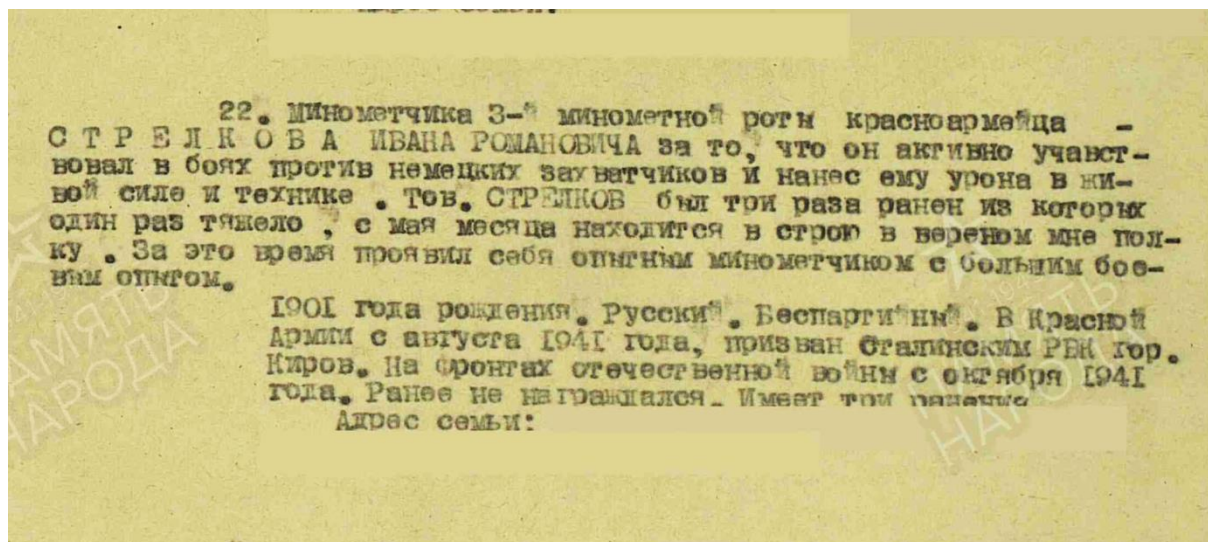 22. Минометчика 3-й минометной роты красноармейца -
С Т Р Е Л К О В А ИВАНА РОМАНОВИЧА за то, что он активно учавст-
вовал в боях против немецких захватчиков и нанес ему урона в жи-
вой силе и технике . Тов. СТРЕЛКОВ был три раза ранен из которых
один раз тяжело , с мая месяца находится в строю в вереном мне пол-
ку . За это время проявил себя опытным минометчиком с большим бое-
вым опытом.
1901 года рождения. Русский. Беспартийный. В Красной
Армии с августа 1941 года, призван Сталинским РВК гор.
Киров. На фронтах отечественной войны с октября 1941
года. Ранее не награждался. Имеет три ранения
Адрес семьи:
ПАМЯТЬ
НАРОДА